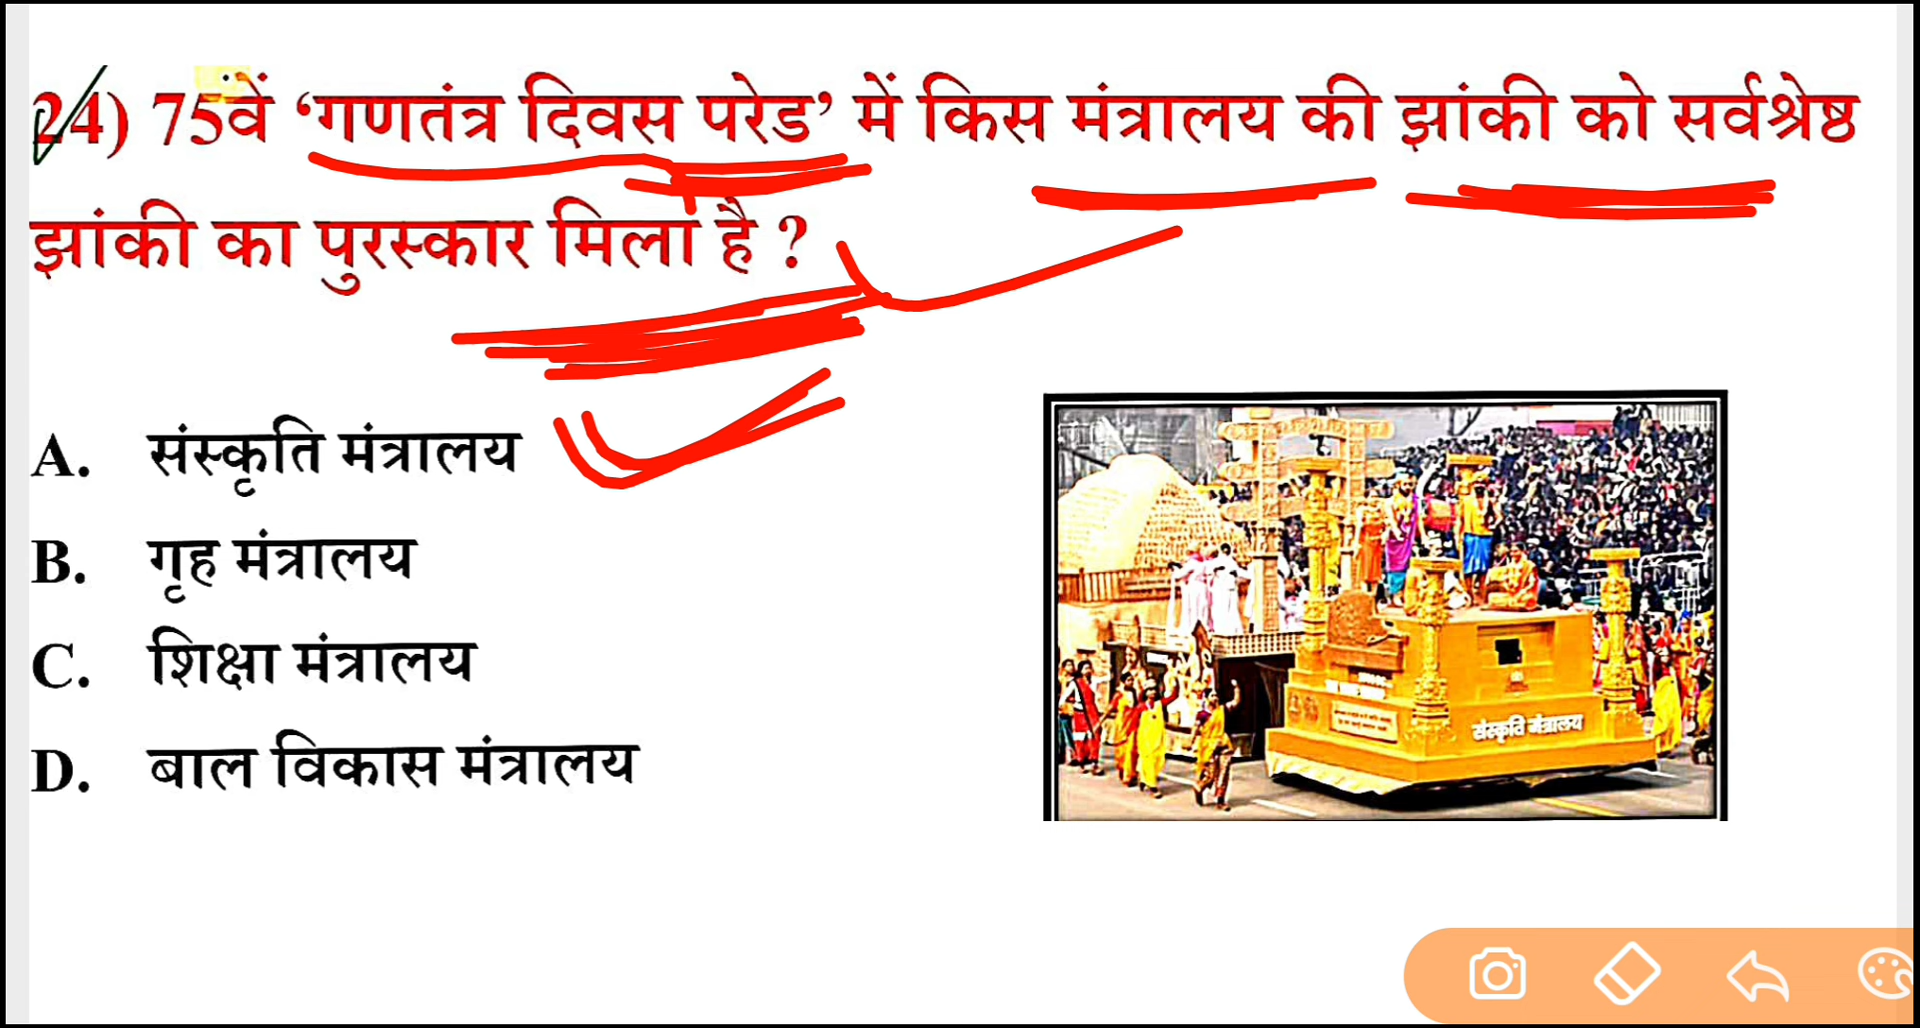 24) 75वें ‘गणतंत्र दिवस परेड’ में किस मंत्रालय की झांकी को सर्वश्रेष्ठ
झांकी का पुरस्कार मिला है ?
A. संस्कृति मंत्रालय
B. गृह मंत्रालय
C. शिक्षा मंत्रालय
D. बाल विकास मंत्रालय
संस्कृति मंत्रालय